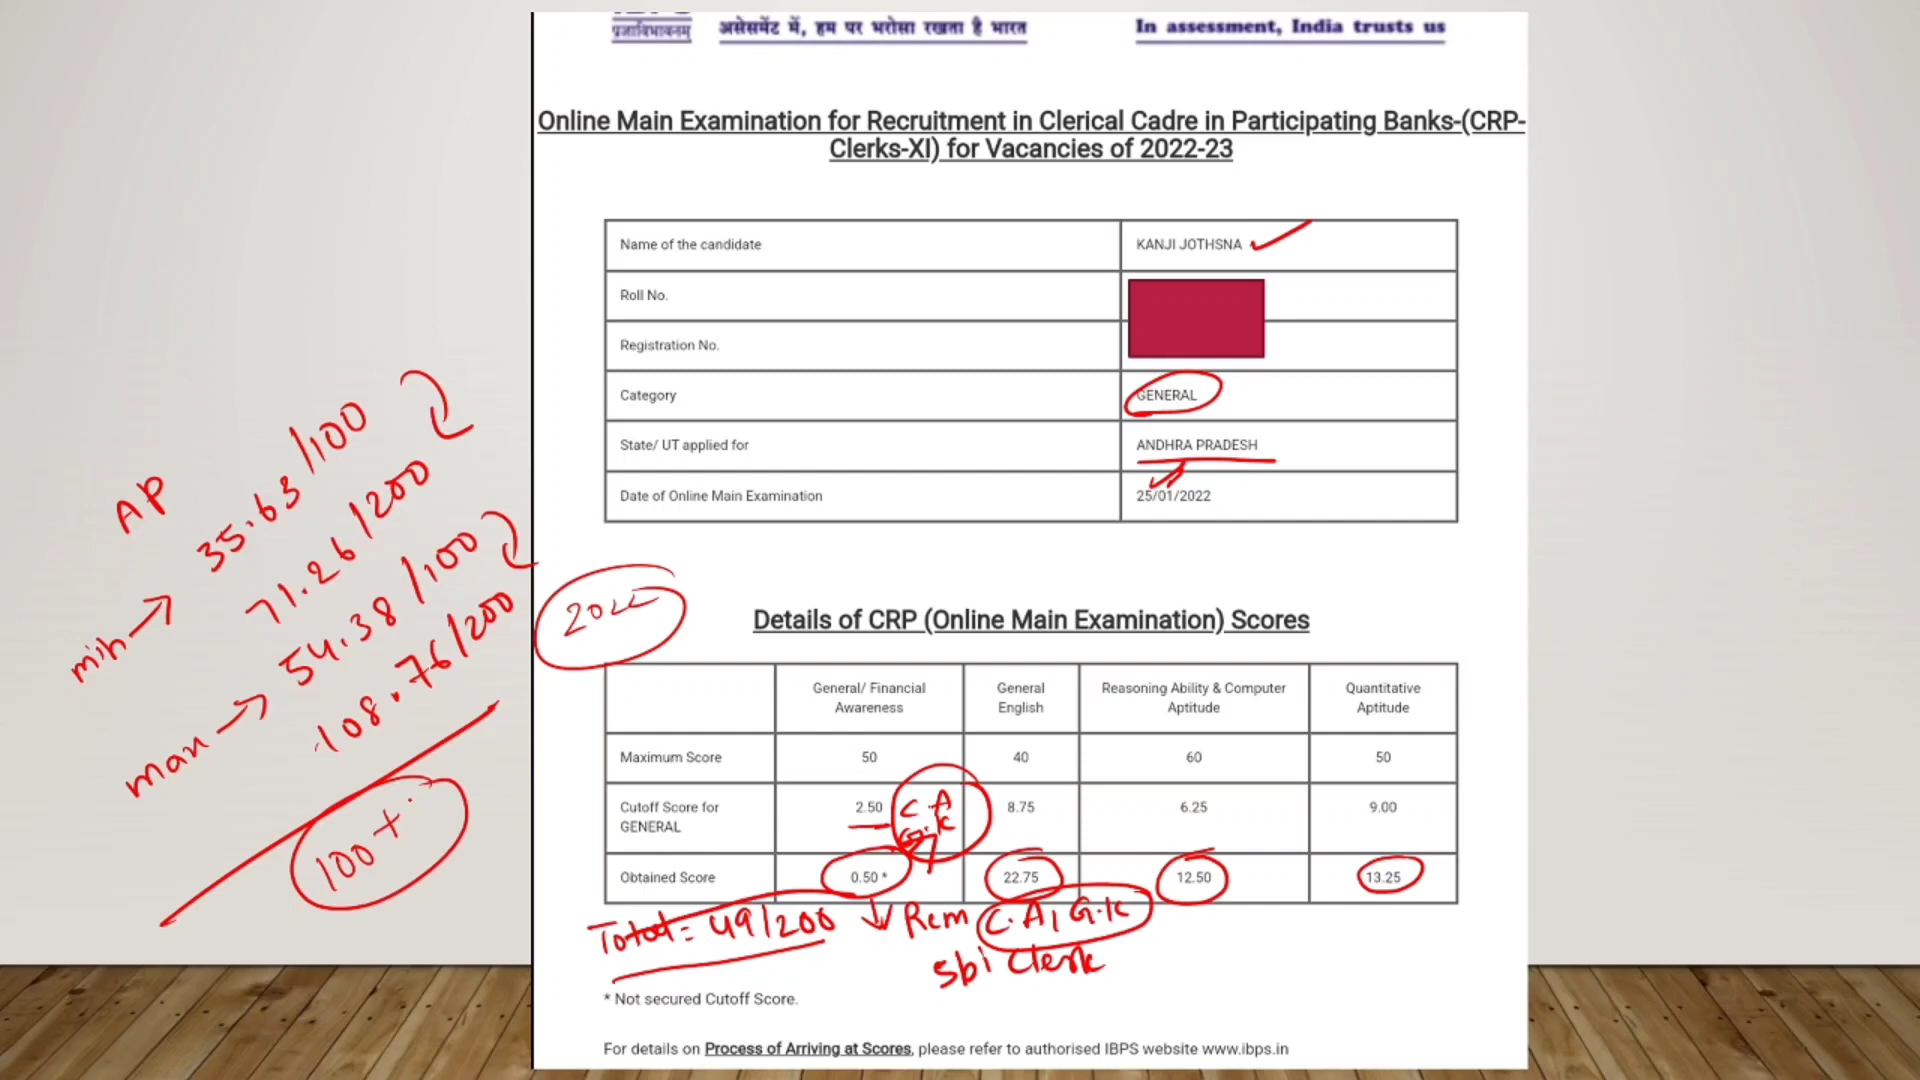 प्रज्ञाविभावनम्
असेसमेंट में, हम पर भरोसा रखता है भारत
In assessment, India trusts us
Online Main Examination for Recruitment in Clerical Cadre in Participating Banks-(CRP-
Clerks-XI) for Vacancies of 2022-23
Name of the candidate KANJI JOTHSNA
Roll No.
Registration No.
Category GENERAL
State/ UT applied for ANDHRA PRADESH
Date of Online Main Examination 25/01/2022
AP
min → 35.63/100
71.26/200
max → 54.38/100
108.76/200
100+
2022
Details of CRP (Online Main Examination) Scores
General/ Financial Awareness General English Reasoning Ability & Computer Aptitude Quantitative Aptitude
Maximum Score 50 40 60 50
Cutoff Score for GENERAL 2.50 8.75 6.25 9.00
C.A
G.K
Obtained Score 0.50 * 22.75 12.50 13.25
Total = 49/200 ↓ Rem C.A, G.K
Sbi Clerk
* Not secured Cutoff Score.
For details on Process of Arriving at Scores, please refer to authorised IBPS website www.ibps.in